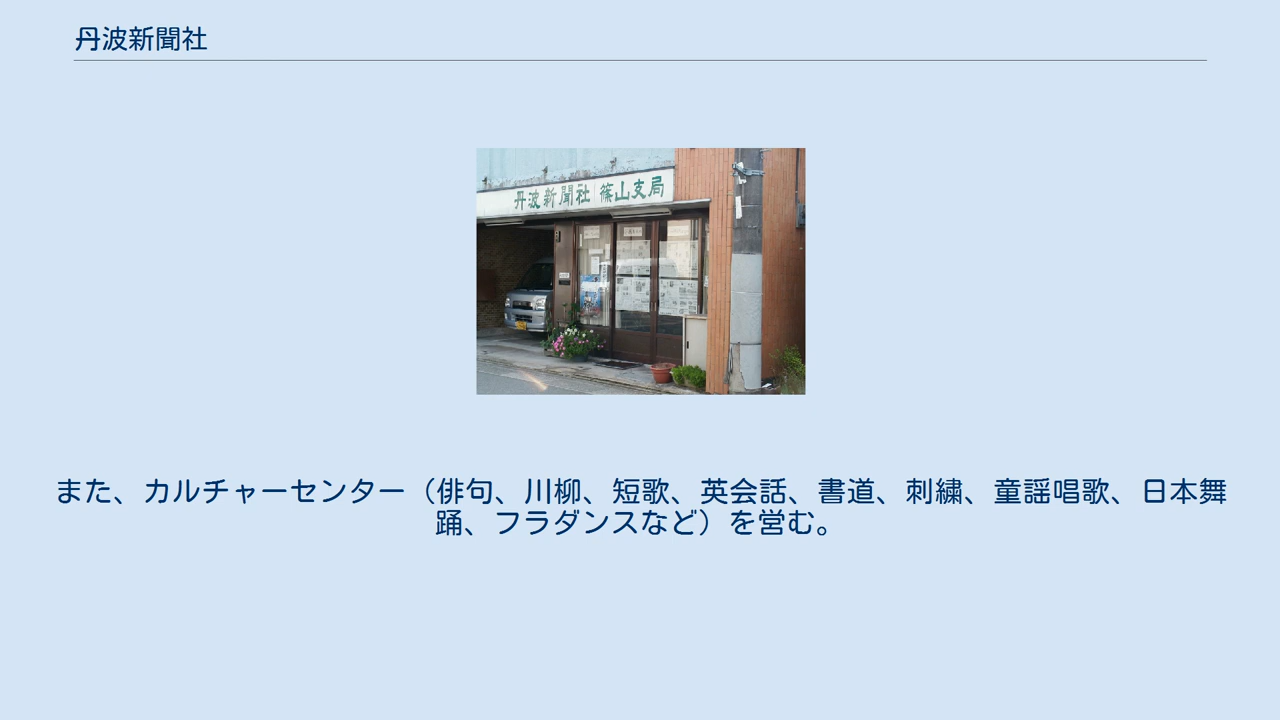 丹波新聞社
丹波新聞社 篠山支局
また、カルチャーセンター（俳句、川柳、短歌、英会話、書道、刺繍、童謡唱歌、日本舞
踊、フラダンスなど）を営む。